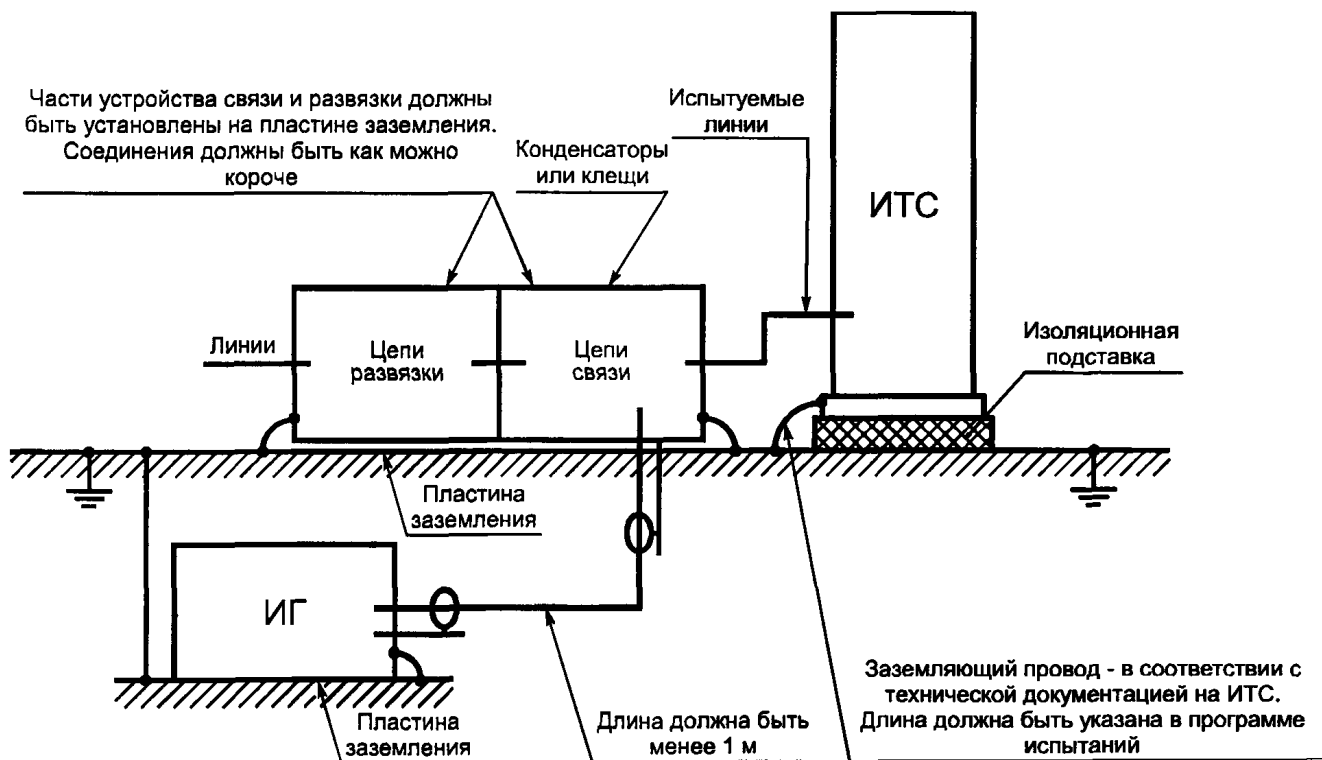 Части устройства связи и развязки должны
быть установлены на пластине заземления.
Соединения должны быть как можно
короче
Конденсаторы
или клещи
Испытуемые
линии
ИТС
Изоляционная
подставка
Линии
Цепи
развязки
Цепи
связи
Пластина
заземления
ИГ
Пластина
заземления
Длина должна быть
менее 1 м
Заземляющий провод - в соответствии с
технической документацией на ИТС.
Длина должна быть указана в программе
испытаний